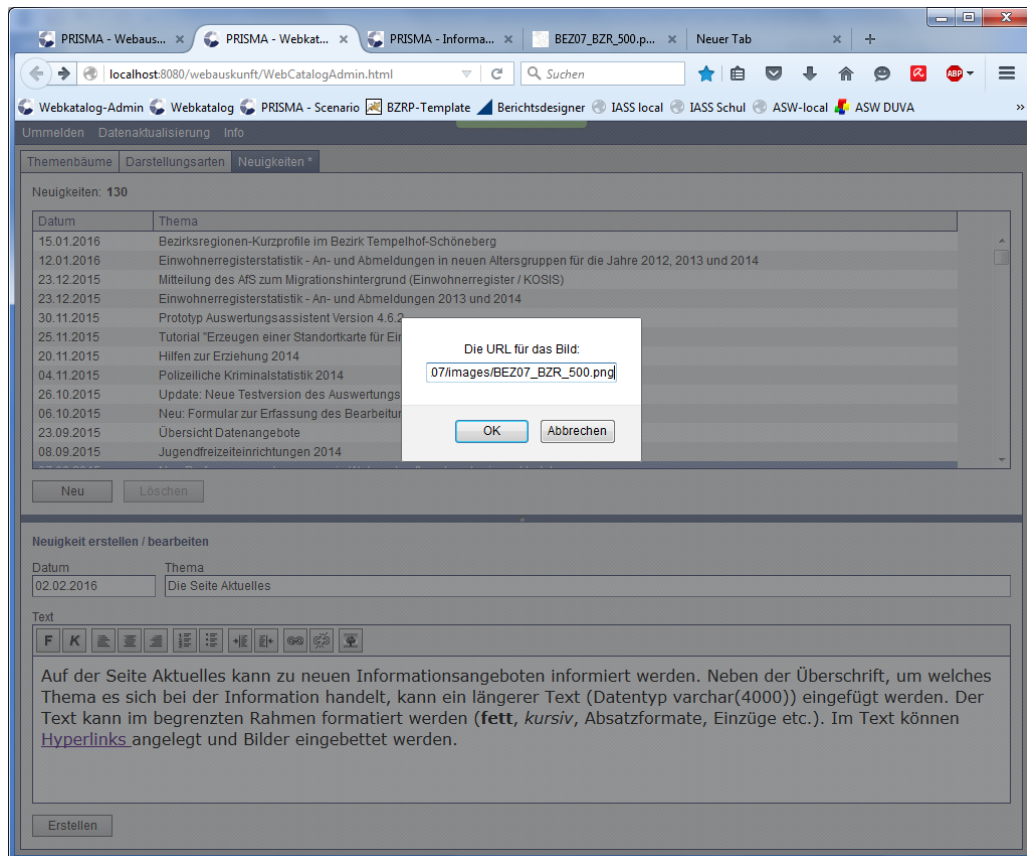 PRISMA - Webaus... × PRISMA - Webkat... × PRISMA - Informa... × BEZ07_BZR_500.p... × Neuer Tab × +
localhost:8080/webauskunft/WebCatalogAdmin.html Suchen ABP
Webkatalog-Admin Webkatalog PRISMA - Scenario BZRP-Template Berichtsdesigner IASS local IASS Schul ASW-local ASW DUVA »
Ummelden Datenaktualisierung Info
Themenbäume Darstellungsarten Neuigkeiten *
Neuigkeiten: 130
Datum Thema
15.01.2016 Bezirksregionen-Kurzprofile im Bezirk Tempelhof-Schöneberg
12.01.2016 Einwohnerregisterstatistik - An- und Abmeldungen in neuen Altersgruppen für die Jahre 2012, 2013 und 2014
23.12.2015 Mitteilung des AfS zum Migrationshintergrund (Einwohnerregister / KOSIS)
23.12.2015 Einwohnerregisterstatistik - An- und Abmeldungen 2013 und 2014
30.11.2015 Prototyp Auswertungsassistent Version 4.6.2
25.11.2015 Tutorial "Erzeugen einer Standortkarte für Ei
20.11.2015 Hilfen zur Erziehung 2014
04.11.2015 Polizeiliche Kriminalstatistik 2014
26.10.2015 Update: Neue Testversion des Auswertungs
06.10.2015 Neu: Formular zur Erfassung des Bearbeitu
23.09.2015 Übersicht Datenangebote
08.09.2015 Jugendfreizeiteinrichtungen 2014
Die URL für das Bild:
07/images/BEZ07_BZR_500.png
OK Abbrechen
Neu Löschen
Neuigkeit erstellen / bearbeiten
Datum Thema
02.02.2016 Die Seite Aktuelles
Text
F K
Auf der Seite Aktuelles kann zu neuen Informationsangeboten informiert werden. Neben der Überschrift, um welches
Thema es sich bei der Information handelt, kann ein längerer Text (Datentyp varchar(4000)) eingefügt werden. Der
Text kann im begrenzten Rahmen formatiert werden (fett, kursiv, Absatzformate, Einzüge etc.). Im Text können
Hyperlinks angelegt und Bilder eingebettet werden.
Erstellen